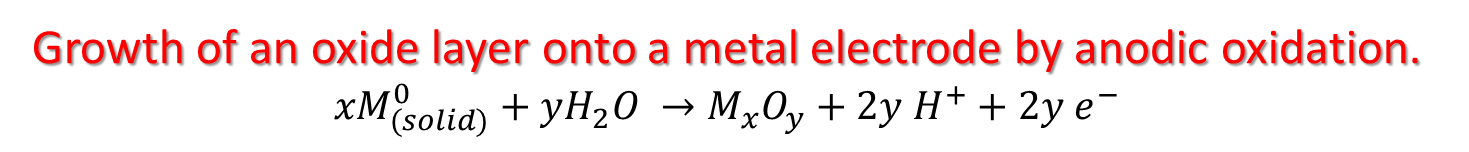 Growth of an oxide layer onto a metal electrode by anodic oxidation.
xM⁰₍solid₎ + yH₂O → MₓOᵧ + 2y H⁺ + 2y e⁻